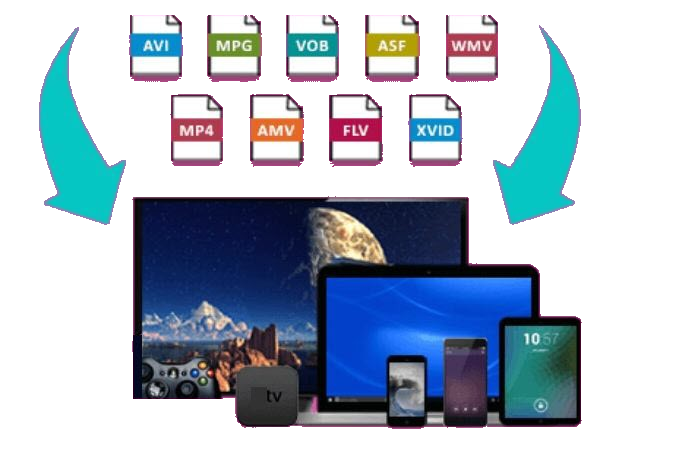 AVI MPG VOB ASF WMV
MP4 AMV FLV XVID
10:57
tv